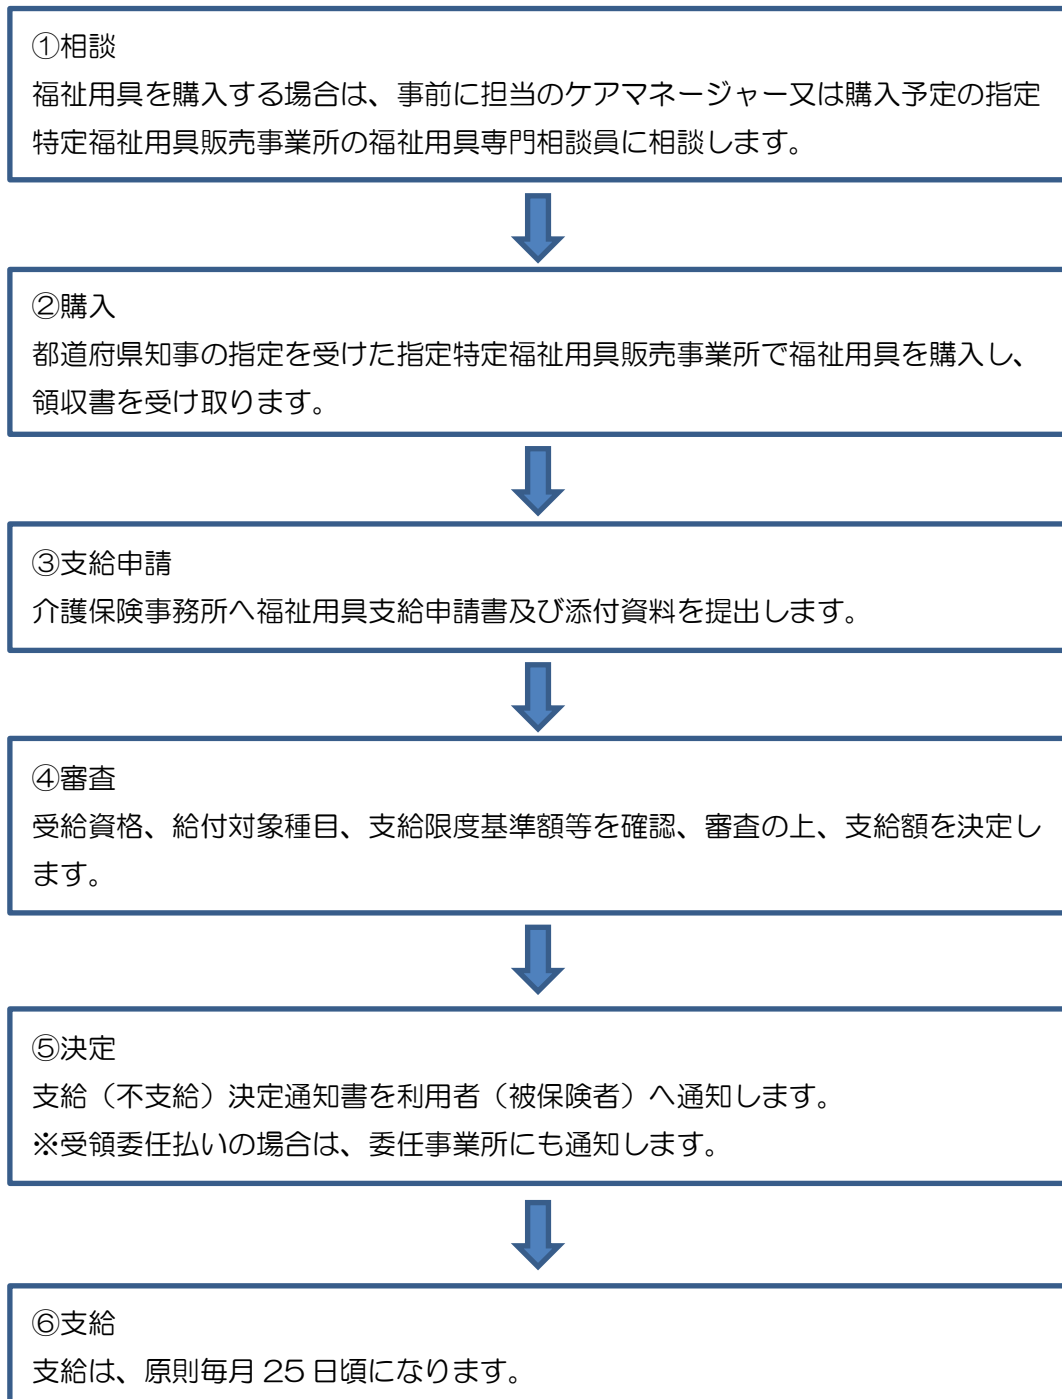 ①相談
福祉用具を購入する場合は、事前に担当のケアマネージャー又は購入予定の指定
特定福祉用具販売事業所の福祉用具専門相談員に相談します。
②購入
都道府県知事の指定を受けた指定特定福祉用具販売事業所で福祉用具を購入し、
領収書を受け取ります。
③支給申請
介護保険事務所へ福祉用具支給申請書及び添付資料を提出します。
④審査
受給資格、給付対象種目、支給限度基準額等を確認、審査の上、支給額を決定し
ます。
⑤決定
支給（不支給）決定通知書を利用者（被保険者）へ通知します。
※受領委任払いの場合は、委任事業所にも通知します。
⑥支給
支給は、原則毎月 25 日頃になります。